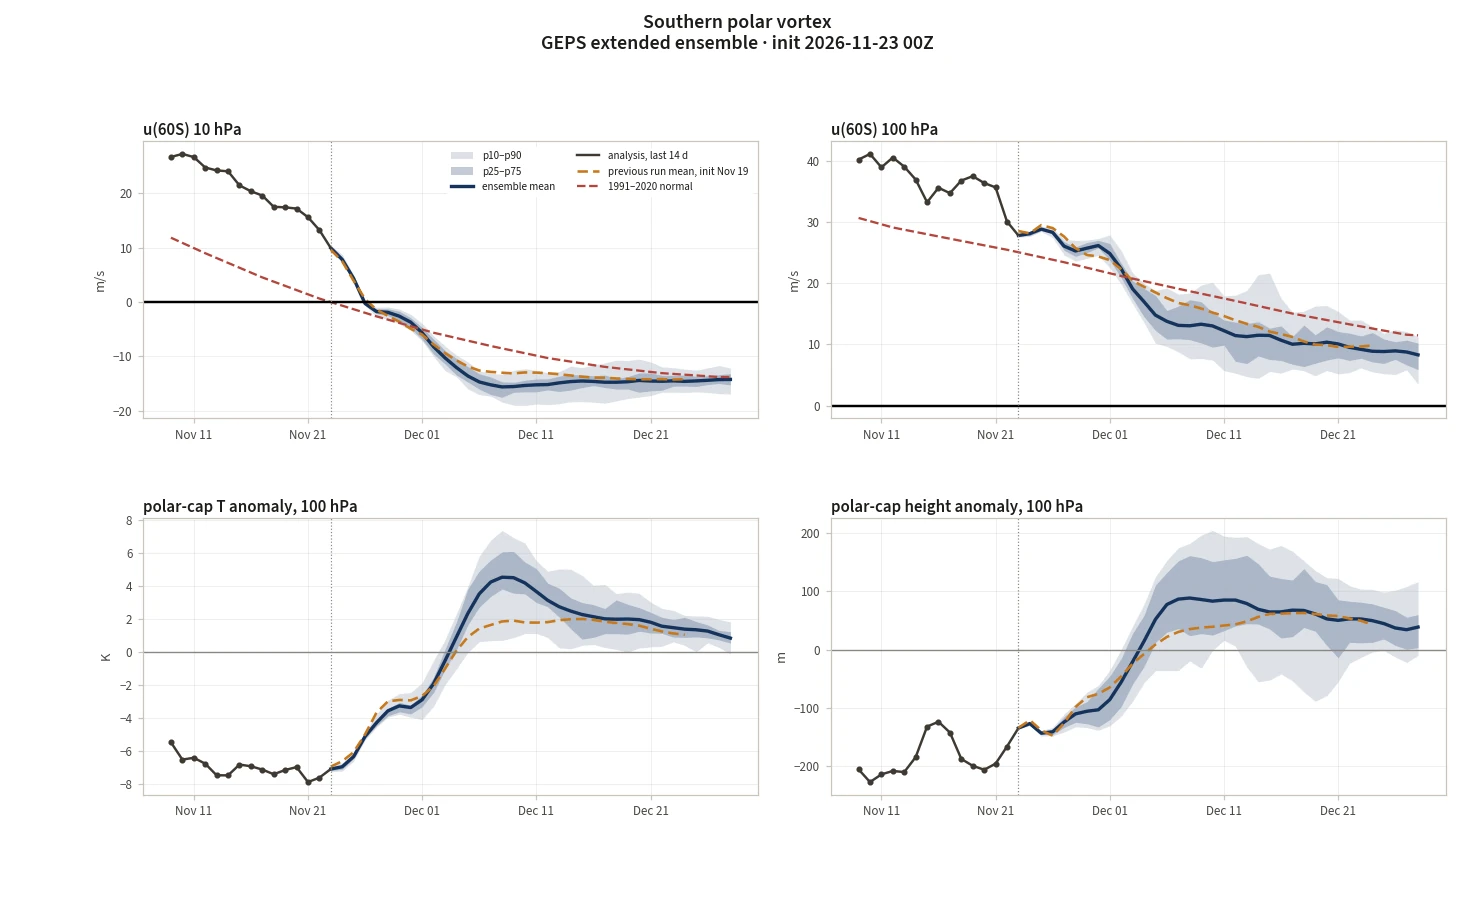 Southern polar vortex
GEPS extended ensemble · init 2026-11-23 00Z
u(60S) 10 hPa
p10–p90
p25–p75
ensemble mean
analysis, last 14 d
previous run mean, init Nov 19
1991–2020 normal
m/s
20
10
0
−10
−20
Nov 11
Nov 21
Dec 01
Dec 11
Dec 21
u(60S) 100 hPa
m/s
40
30
20
10
0
Nov 11
Nov 21
Dec 01
Dec 11
Dec 21
polar-cap T anomaly, 100 hPa
K
8
6
4
2
0
−2
−4
−6
−8
Nov 11
Nov 21
Dec 01
Dec 11
Dec 21
polar-cap height anomaly, 100 hPa
m
200
100
0
−100
−200
Nov 11
Nov 21
Dec 01
Dec 11
Dec 21